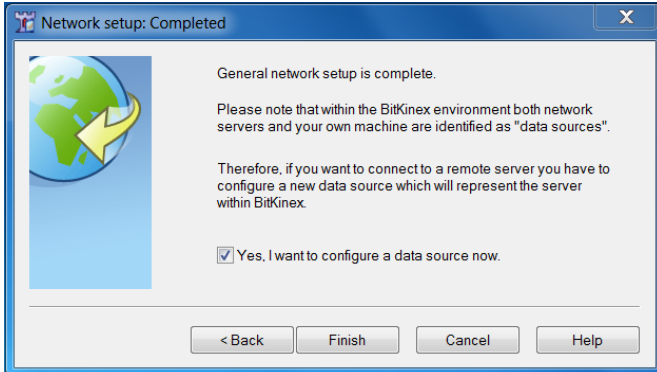 Network setup: Completed
X
General network setup is complete.
Please note that within the BitKinex environment both network
servers and your own machine are identified as "data sources".
Therefore, if you want to connect to a remote server you have to
configure a new data source which will represent the server
within BitKinex.
Yes, I want to configure a data source now.
< Back Finish Cancel Help